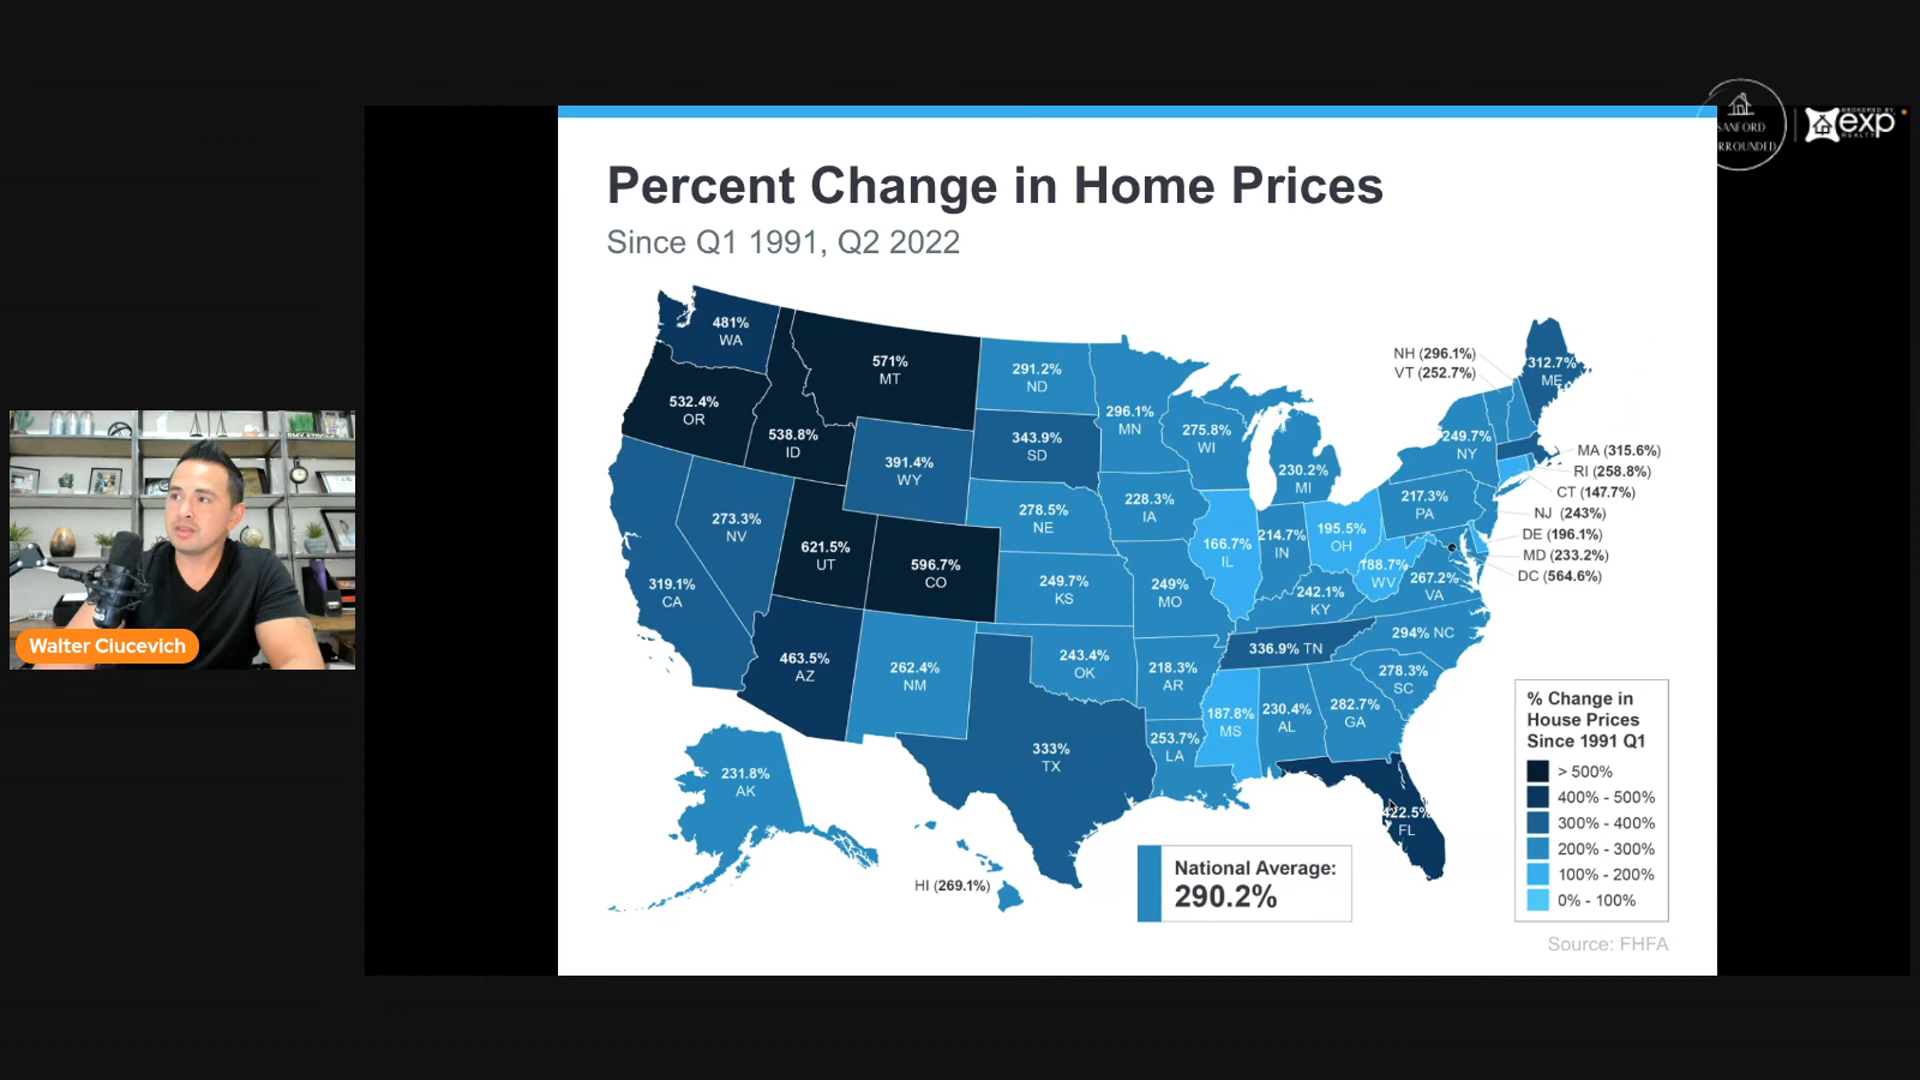 SANFORD
RROUNDED
BROKERED BY
exp
REALTY
Percent Change in Home Prices
Since Q1 1991, Q2 2022
481%
WA
532.4%
OR
538.8%
ID
571%
MT
391.4%
WY
273.3%
NV
319.1%
CA
621.5%
UT
596.7%
CO
463.5%
AZ
262.4%
NM
291.2%
ND
343.9%
SD
278.5%
NE
249.7%
KS
243.4%
OK
333%
TX
296.1%
MN
228.3%
IA
249%
MO
218.3%
AR
253.7%
LA
275.8%
WI
166.7%
IL
230.2%
MI
214.7%
IN
195.5%
OH
242.1%
KY
336.9% TN
187.8%
MS
230.4%
AL
282.7%
GA
422.5%
FL
278.3%
SC
294% NC
267.2%
VA
188.7%
WV
217.3%
PA
249.7%
NY
312.7%
ME
NH (296.1%)
VT (252.7%)
MA (315.6%)
RI (258.8%)
CT (147.7%)
NJ (243%)
DE (196.1%)
MD (233.2%)
DC (564.6%)
231.8%
AK
HI (269.1%)
National Average:
290.2%
% Change in
House Prices
Since 1991 Q1
> 500%
400% - 500%
300% - 400%
200% - 300%
100% - 200%
0% - 100%
Source: FHFA
Walter Ciucevich